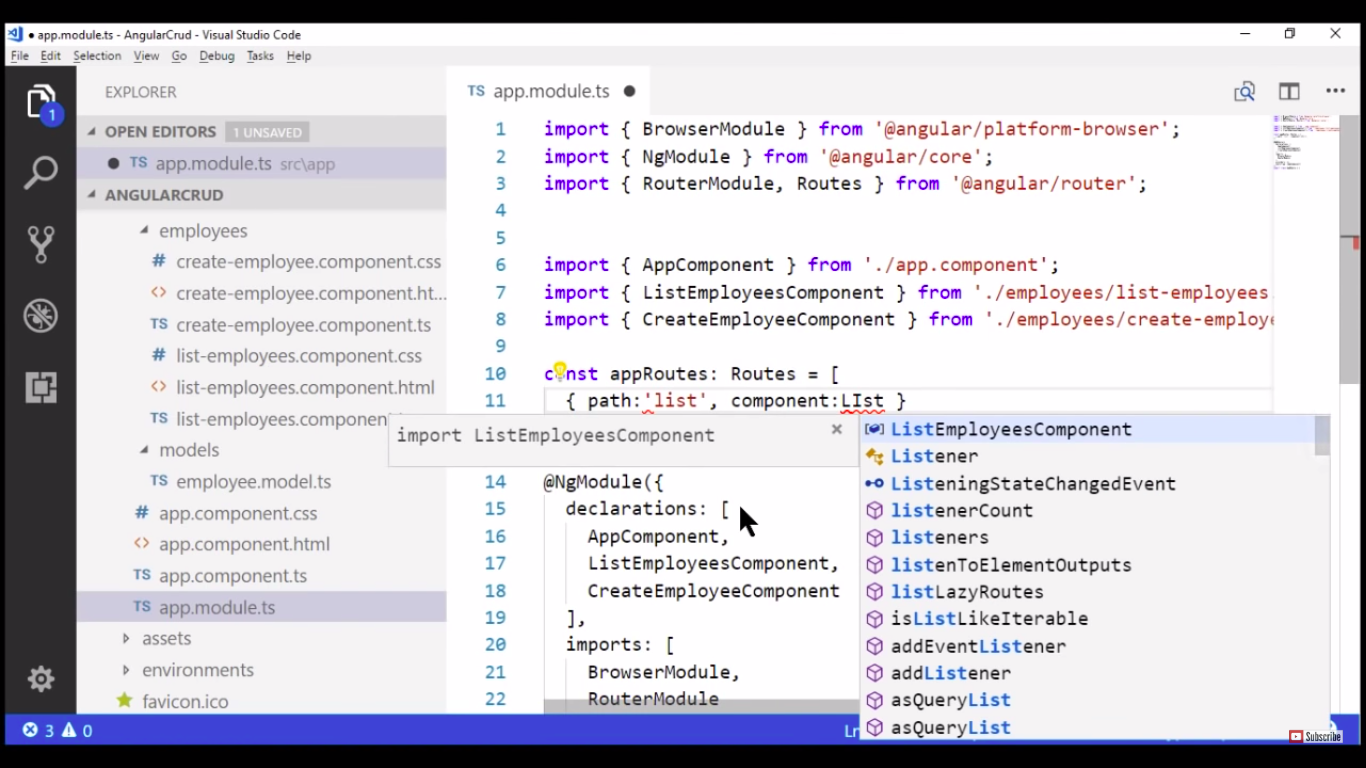 ● app.module.ts - AngularCrud - Visual Studio Code
File Edit Selection View Go Debug Tasks Help
EXPLORER
OPEN EDITORS 1 UNSAVED
● TS app.module.ts src\app
ANGULARCRUD
employees
# create-employee.component.css
<> create-employee.component.ht...
TS create-employee.component.ts
# list-employees.component.css
<> list-employees.component.html
TS list-employees.component.
models
TS employee.model.ts
# app.component.css
<> app.component.html
TS app.component.ts
TS app.module.ts
assets
environments
favicon.ico
1
TS app.module.ts ●
1 import { BrowserModule } from '@angular/platform-browser';
2 import { NgModule } from '@angular/core';
3 import { RouterModule, Routes } from '@angular/router';
4
5
6 import { AppComponent } from './app.component';
7 import { ListEmployeesComponent } from './employees/list-employees.
8 import { CreateEmployeeComponent } from './employees/create-employe
9
10 const appRoutes: Routes = [
11 { path:'list', component:LIst }
import ListEmployeesComponent ×
14 @NgModule({
15 declarations: [
16 AppComponent,
17 ListEmployeesComponent,
18 CreateEmployeeComponent
19 ],
20 imports: [
21 BrowserModule,
22 RouterModule
ListEmployeesComponent
Listener
ListeningStateChangedEvent
listenerCount
listeners
listenToElementOutputs
listLazyRoutes
isListLikeIterable
addEventListener
addListener
asQueryList
asQueryList
3 0
Subscribe